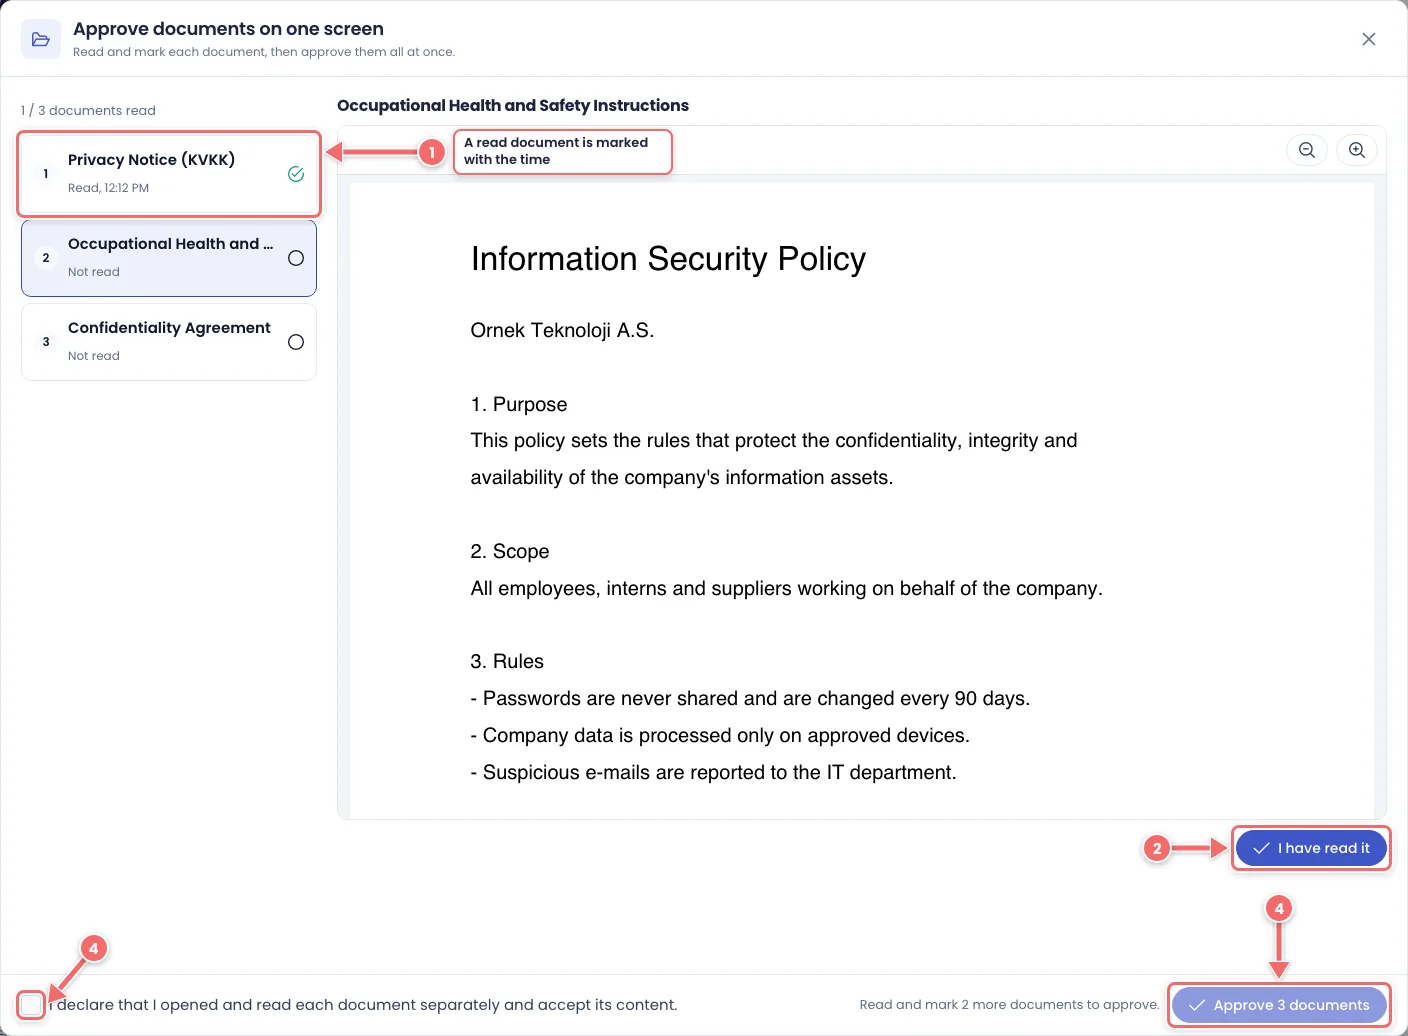 Approve documents on one screen
Read and mark each document, then approve them all at once.
1 / 3 documents read
1
Privacy Notice (KVKK)
Read, 12:12 PM
2
Occupational Health and ...
Not read
3
Confidentiality Agreement
Not read
Occupational Health and Safety Instructions
1
A read document is marked
with the time
Information Security Policy
Ornek Teknoloji A.S.
1. Purpose
This policy sets the rules that protect the confidentiality, integrity and
availability of the company's information assets.
2. Scope
All employees, interns and suppliers working on behalf of the company.
3. Rules
- Passwords are never shared and are changed every 90 days.
- Company data is processed only on approved devices.
- Suspicious e-mails are reported to the IT department.
2
I have read it
4
4
I declare that I opened and read each document separately and accept its content.
Read and mark 2 more documents to approve.
Approve 3 documents